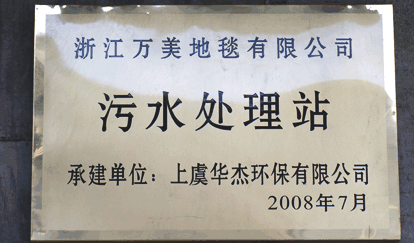 浙江万美地毯有限公司
污水处理站
承建单位：上虞华杰环保有限公司
2008年7月